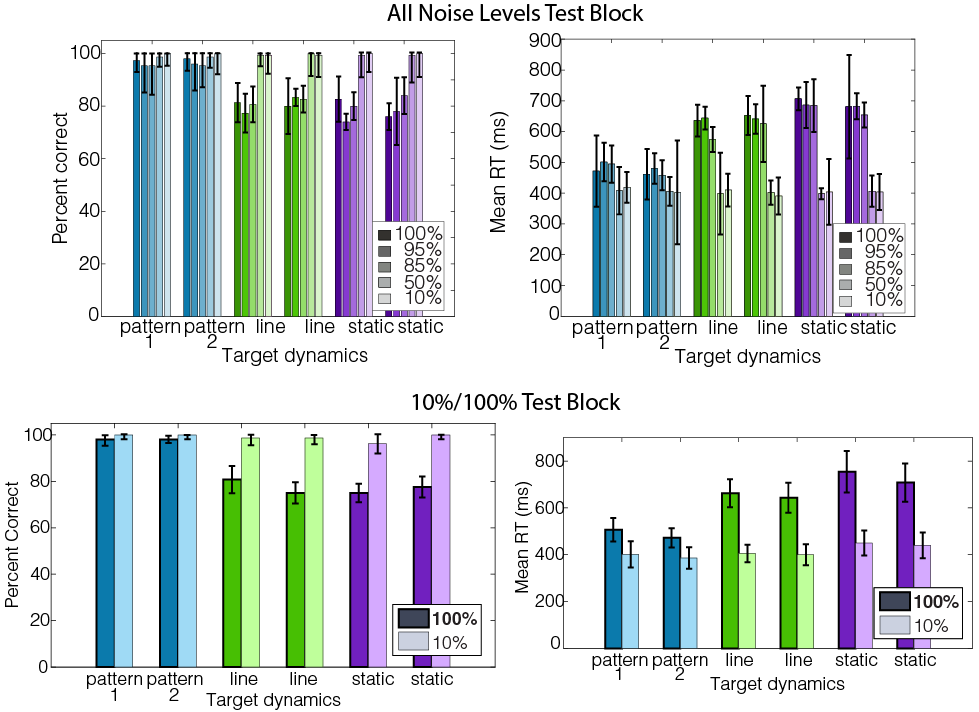 All Noise Levels Test Block
Percent correct
100
80
60
40
20
0
100%
95%
85%
50%
10%
pattern 1
pattern 2
line
line
static
static
Target dynamics
Mean RT (ms)
900
800
700
600
500
400
300
200
100
0
100%
95%
85%
50%
10%
pattern 1
pattern 2
line
line
static
static
Target dynamics
10%/100% Test Block
Percent Correct
100
80
60
40
20
0
100%
10%
pattern 1
pattern 2
line
line
static
static
Target dynamics
Mean RT (ms)
800
600
400
200
0
100%
10%
pattern 1
pattern 2
line
line
static
static
Target dynamics